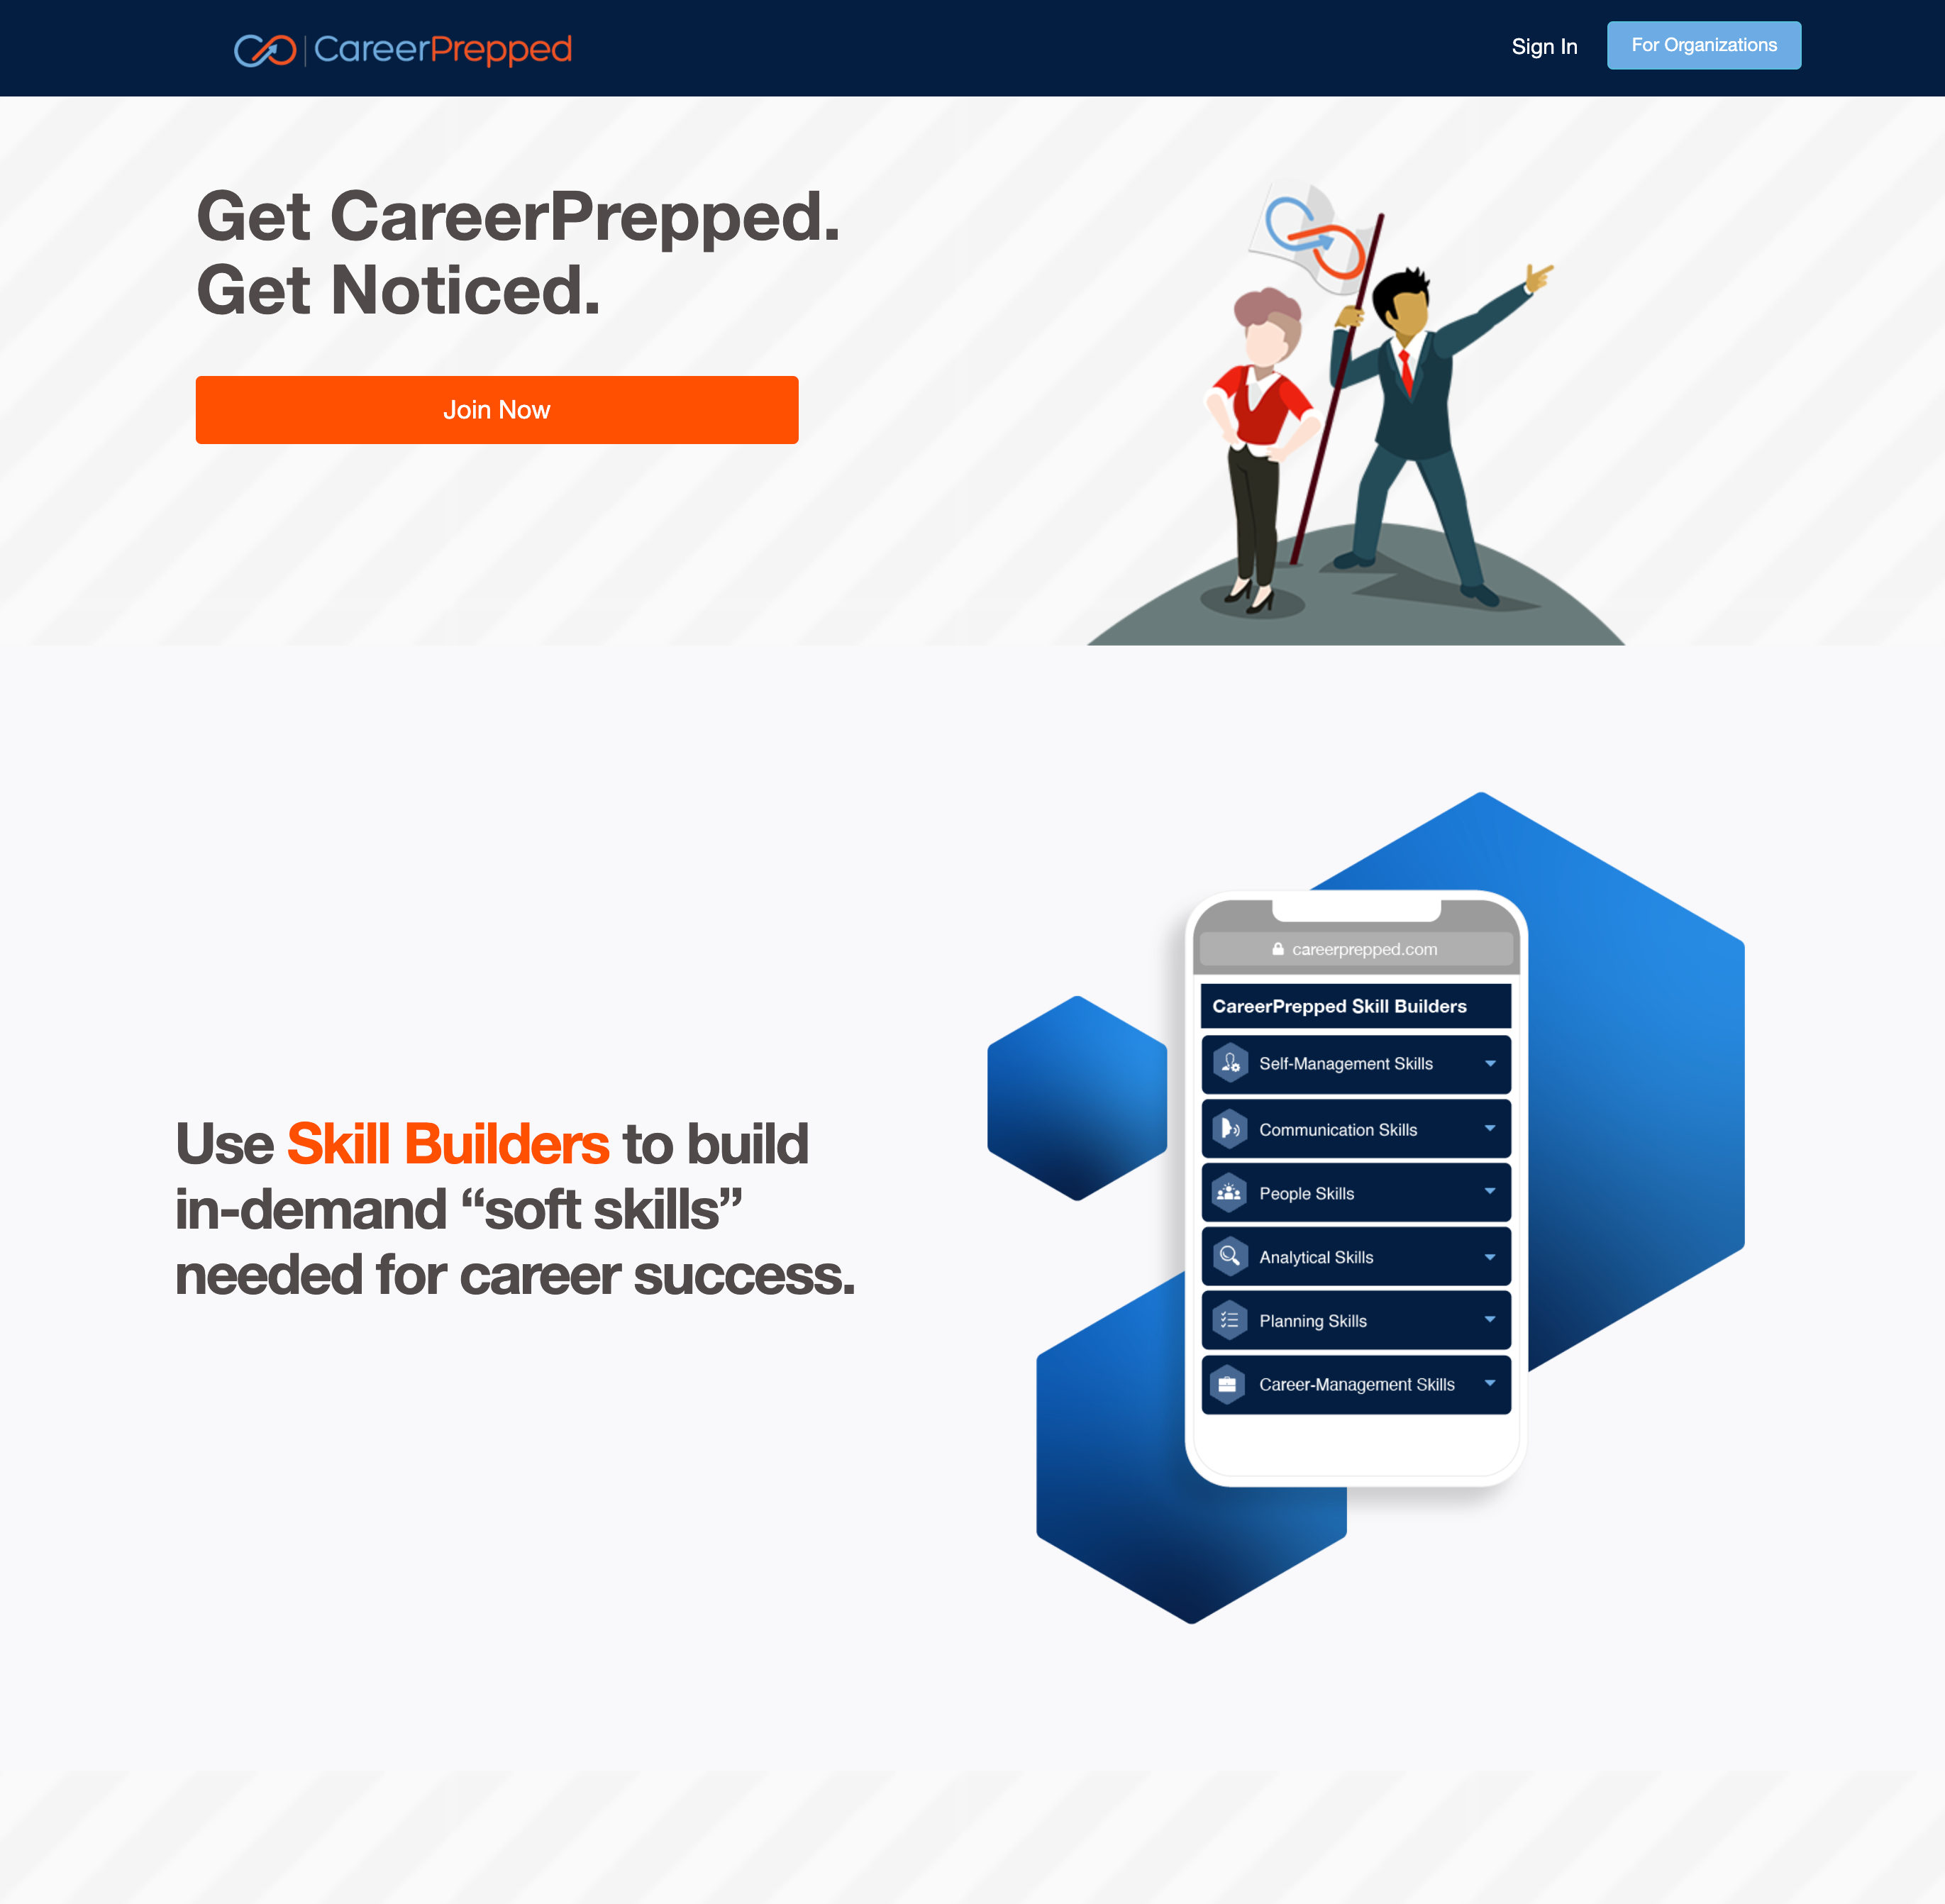 CareerPrepped
Sign In
For Organizations
Get CareerPrepped.
Get Noticed.
Join Now
Use Skill Builders to build
in-demand “soft skills”
needed for career success.
careerprepped.com
CareerPrepped Skill Builders
Self-Management Skills
Communication Skills
People Skills
Analytical Skills
Planning Skills
Career-Management Skills